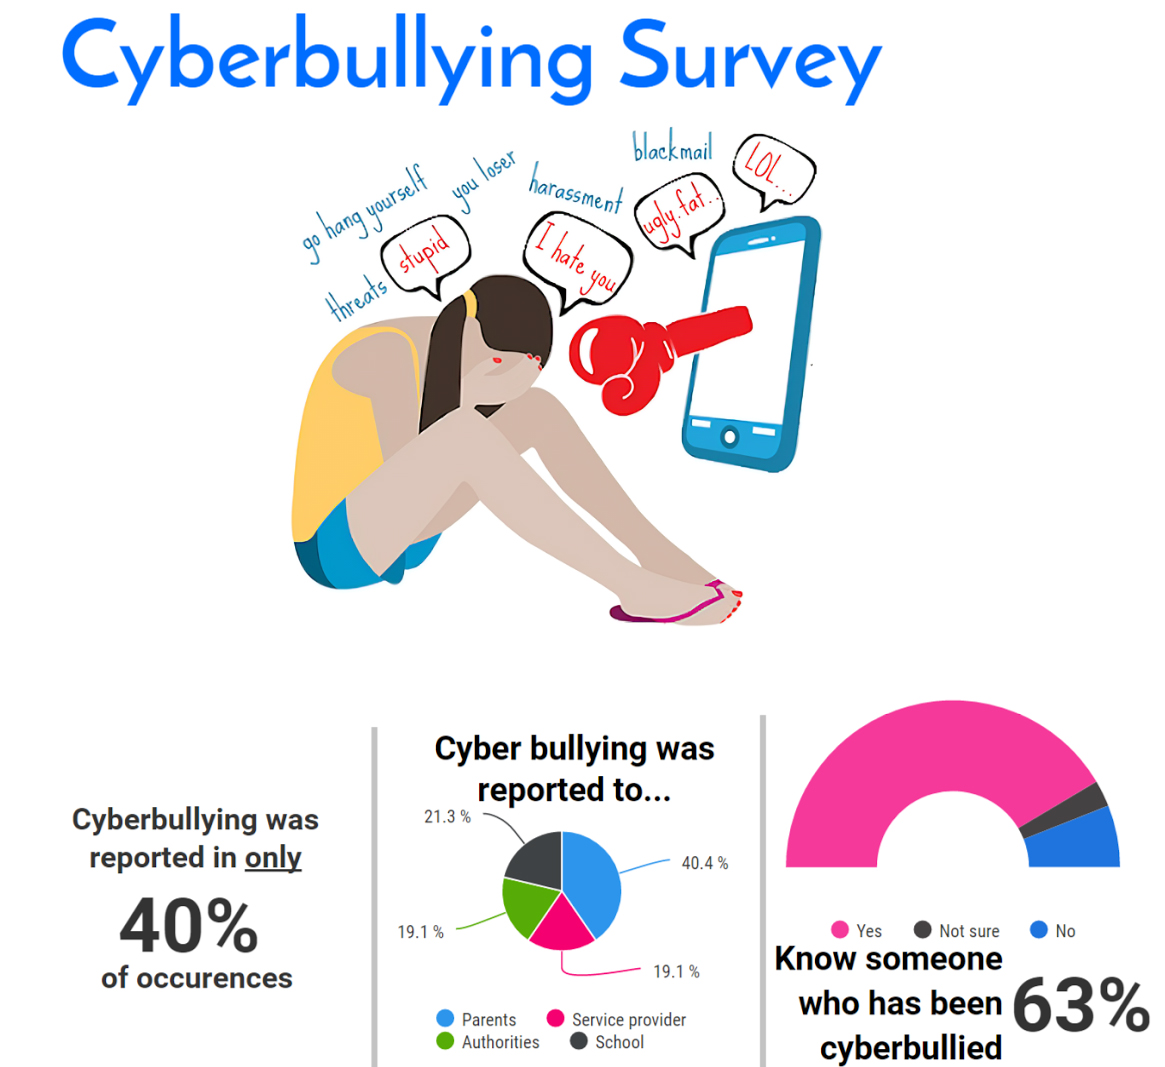 Cyberbullying Survey
blackmail
LOL...
you loser
go hang yourself
harassment
ugly.fat...
stupid
I hate you
threats
Cyberbullying was
reported in only
40%
of occurences
Cyber bullying was
reported to...
21.3 %
40.4 %
19.1 %
19.1 %
Parents
Service provider
Authorities
School
Yes
Not sure
No
Know someone
who has been
cyberbullied
63%